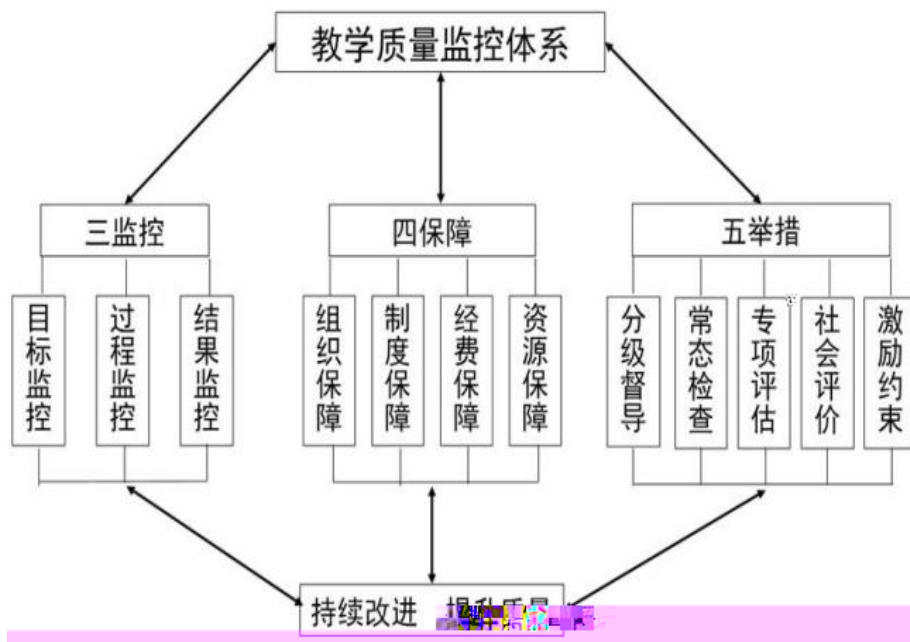 教学质量监控体系
三监控
四保障
五举措
目标监控
过程监控
结果监控
组织保障
制度保障
经费保障
资源保障
分级督导
常态检查
专项评估
社会评价
激励约束
持续改进